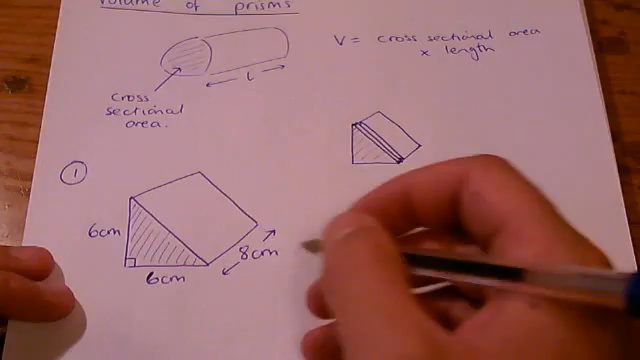 Volume of prisms
V = cross sectional area
x length
L
cross
sectional
area.
1
6cm
8cm
6cm